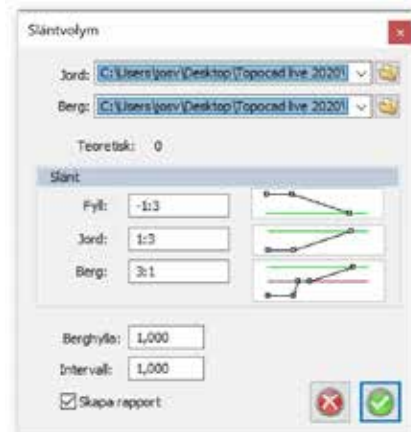 Släntvolym
Jord: C:\Users\josv\Desktop\Topocad live 2020\
Berg: C:\Users\josv\Desktop\Topocad live 2020\
Teoretisk: 0
Slänt
Fyll: -1:3
Jord: 1:3
Berg: 3:1
Berghylla: 1,000
Intervall: 1,000
Skapa rapport